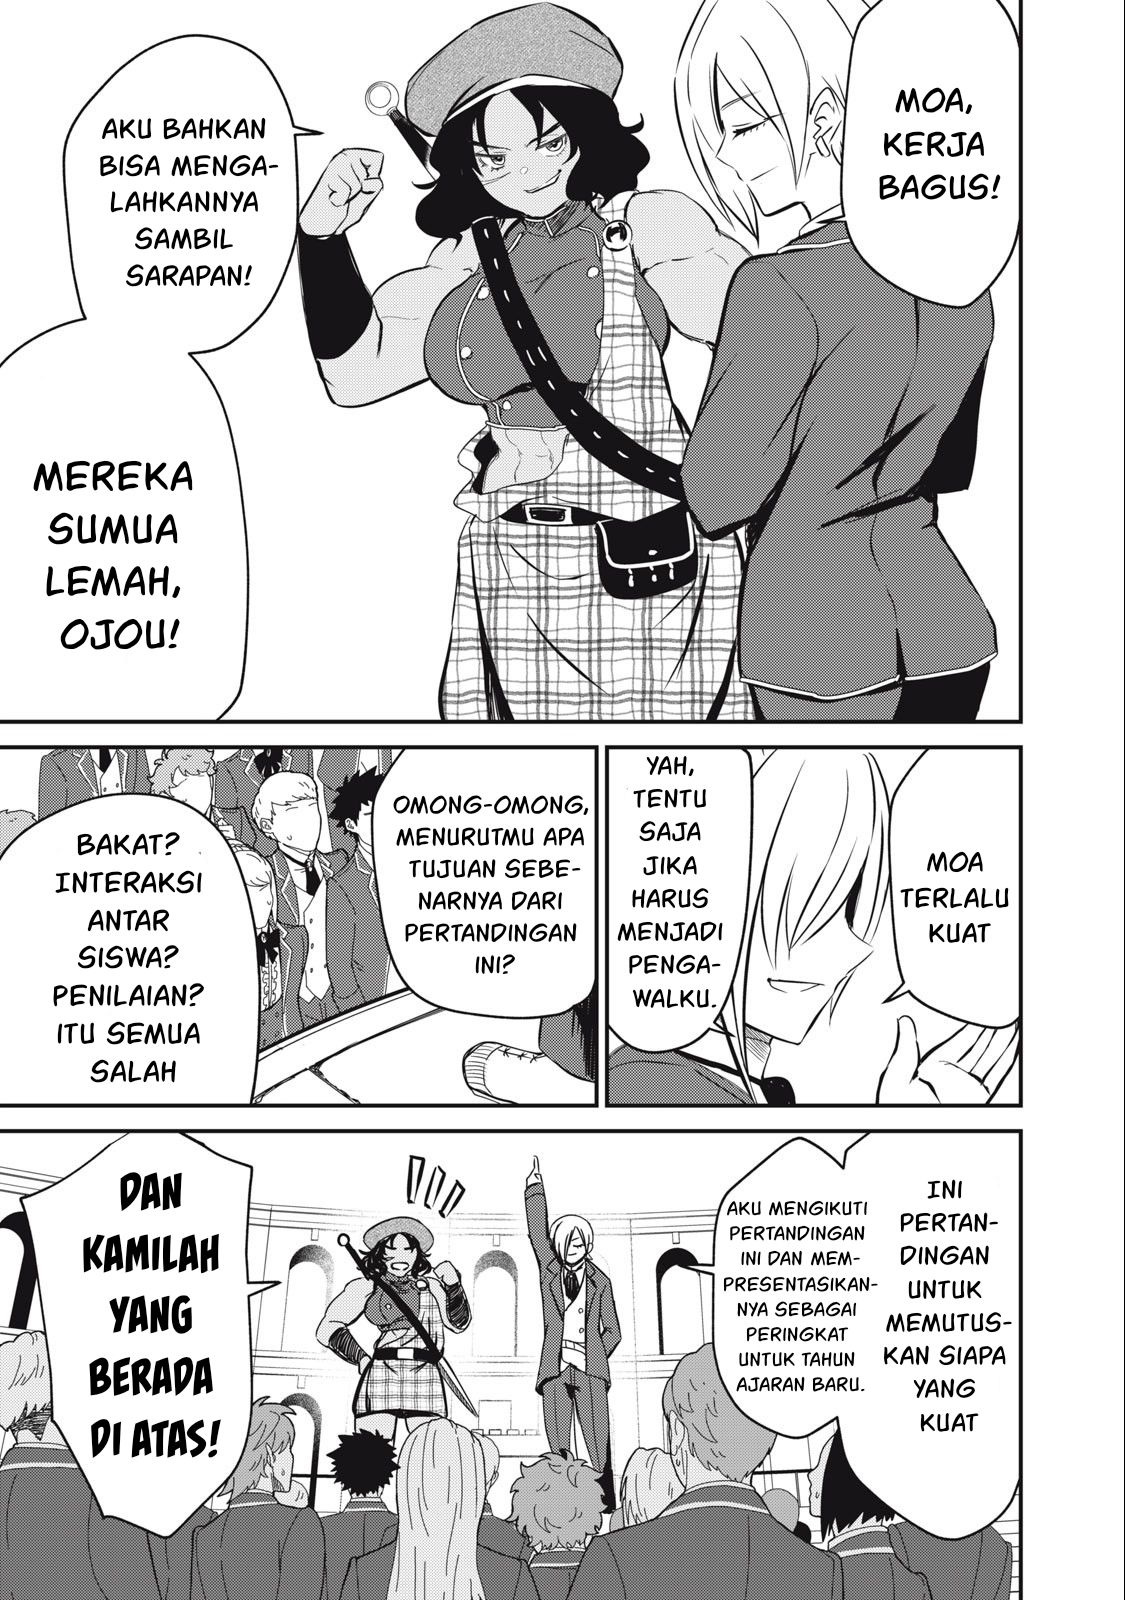 MOA,
KERJA
BAGUS!
AKU BAHKAN
BISA MENGA-
LAHKANNYA
SAMBIL
SARAPAN!
MEREKA
SUMUA
LEMAH,
OJOU!
MOA
TERLALU
KUAT
YAH,
TENTU
SAJA
JIKA
HARUS
MENJADI
PENGA-
WALKU.
OMONG-OMONG,
MENURUTMU APA
TUJUAN SEBE-
NARNYA DARI
PERTANDINGAN
INI?
BAKAT?
INTERAKSI
ANTAR
SISWA?
PENILAIAN?
ITU SEMUA
SALAH
INI
PERTAN-
DINGAN
UNTUK
MEMUTUS-
KAN SIAPA
YANG
KUAT
AKU MENGIKUTI
PERTANDINGAN
INI DAN MEM-
PRESENTASIKAN-
NYA SEBAGAI
PERINGKAT
UNTUK TAHUN
AJARAN BARU.
DAN
KAMILAH
YANG
BERADA
DI ATAS!